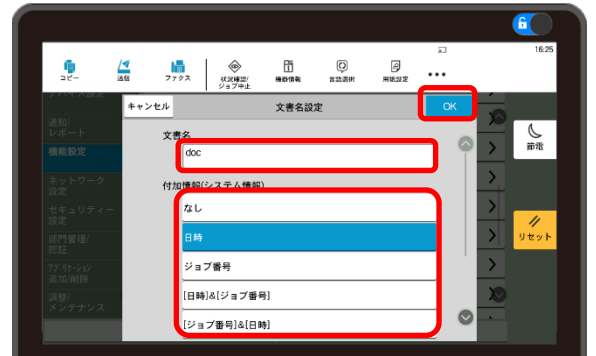 16:25
コピー
送信
ファクス
状況確認/
ジョブ中止
機器情報
言語選択
用紙設定
キャンセル
文書名設定
OK
通知/
レポート
機能設定
ネットワーク
設定
セキュリティー
設定
部門管理/
認証
アプリケーション
追加/削除
調整/
メンテナンス
文書名
doc
付加情報(システム情報)
なし
日時
ジョブ番号
[日時]&[ジョブ番号]
[ジョブ番号]&[日時]
節電
リセット